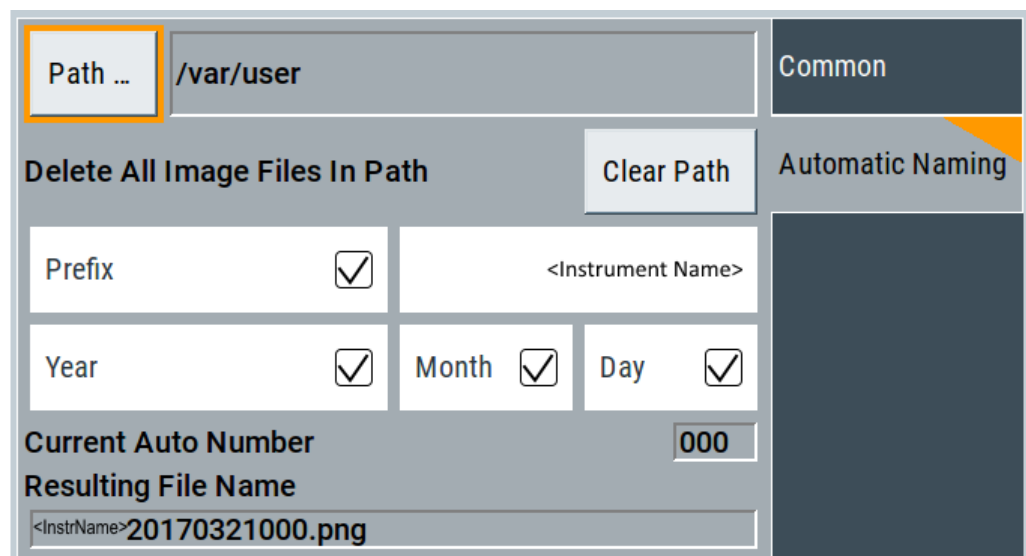 Path ...
/var/user
Common
Delete All Image Files In Path
Clear Path
Automatic Naming
Prefix
<Instrument Name>
Year
Month
Day
Current Auto Number
000
Resulting File Name
<InstrName>20170321000.png